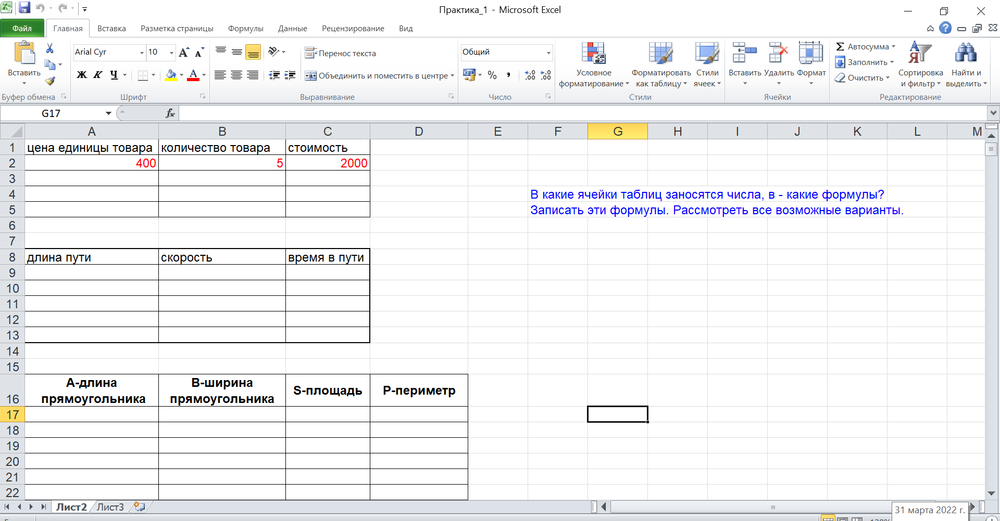 Практика_1 - Microsoft Excel
Файл Главная Вставка Разметка страницы Формулы Данные Рецензирование Вид
Arial Cyr 10 Перенос текста Общий Автосумма
Вставить Условное форматирование Форматировать как таблицу Стили ячеек Вставить Удалить Формат Заполнить Сортировка и фильтр Найти и выделить
Ж К Ч Объединить и поместить в центре % Очистить
Буфер обмена Шрифт Выравнивание Число Стили Ячейки Редактирование
G17 fx
A B C D E F G H I J K L M
1 цена единицы товара количество товара стоимость
2 400 5 2000
3
4 В какие ячейки таблиц заносятся числа, в - какие формулы?
5 Записать эти формулы. Рассмотреть все возможные варианты.
6
7
8 длина пути скорость время в пути
9
10
11
12
13
14
15
16 А-длина прямоугольника В-ширина прямоугольника S-площадь Р-периметр
17
18
19
20
21
22
Лист2 Лист3
31 марта 2022 г.